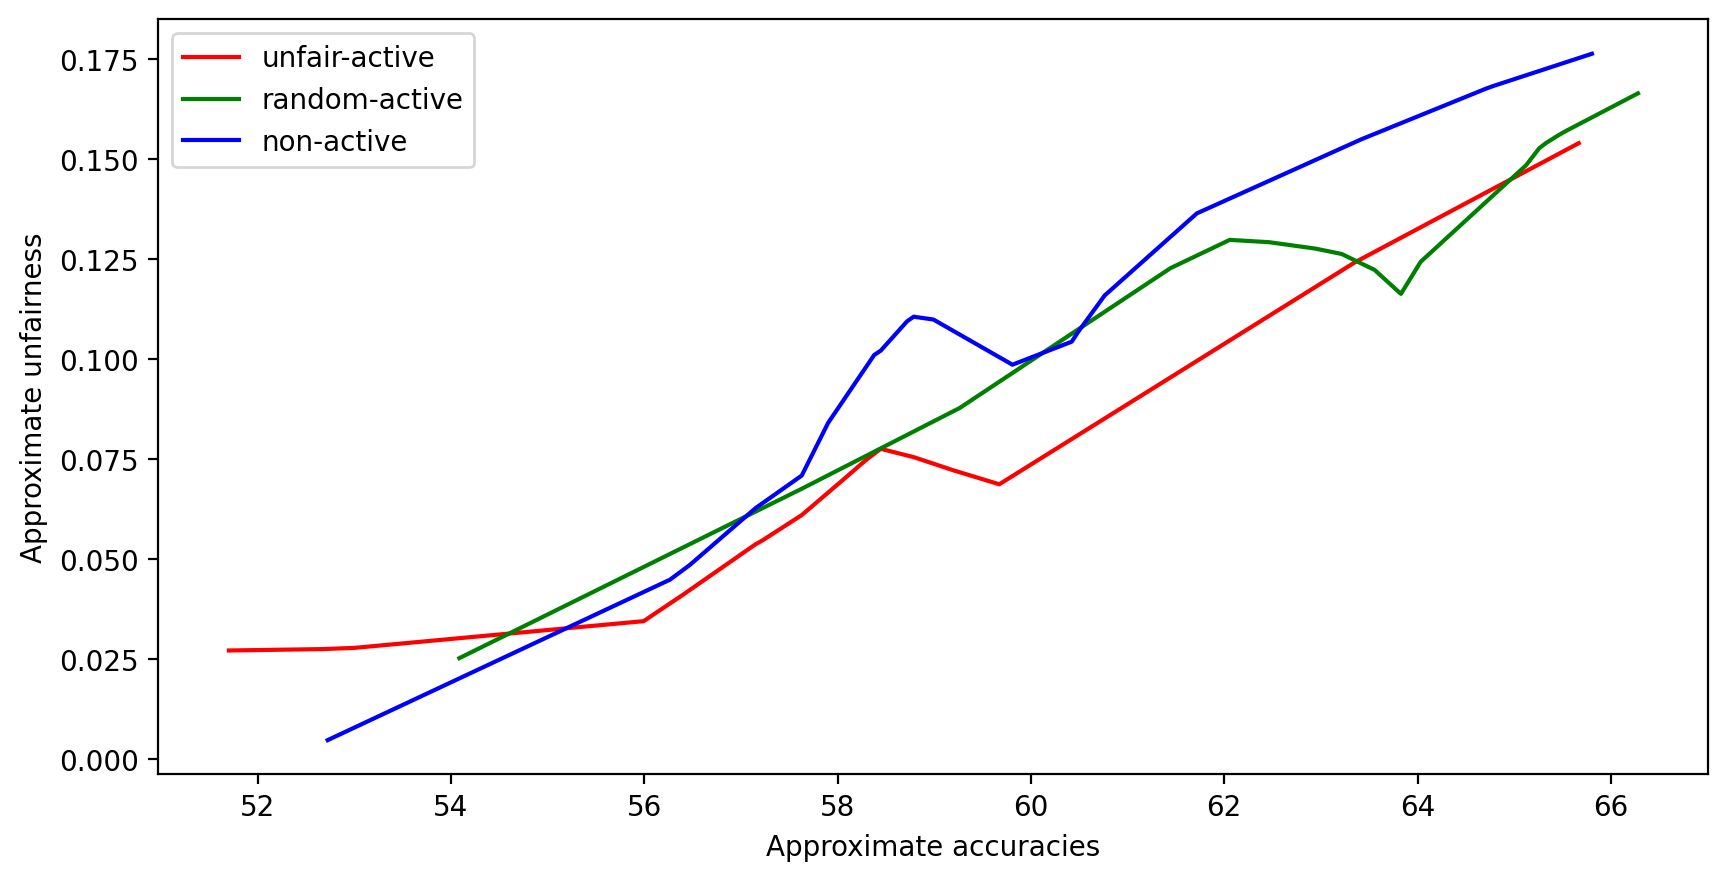 unfair-active
random-active
non-active
0.175
0.150
0.125
0.100
0.075
0.050
0.025
0.000
Approximate unfairness
52 54 56 58 60 62 64 66
Approximate accuracies